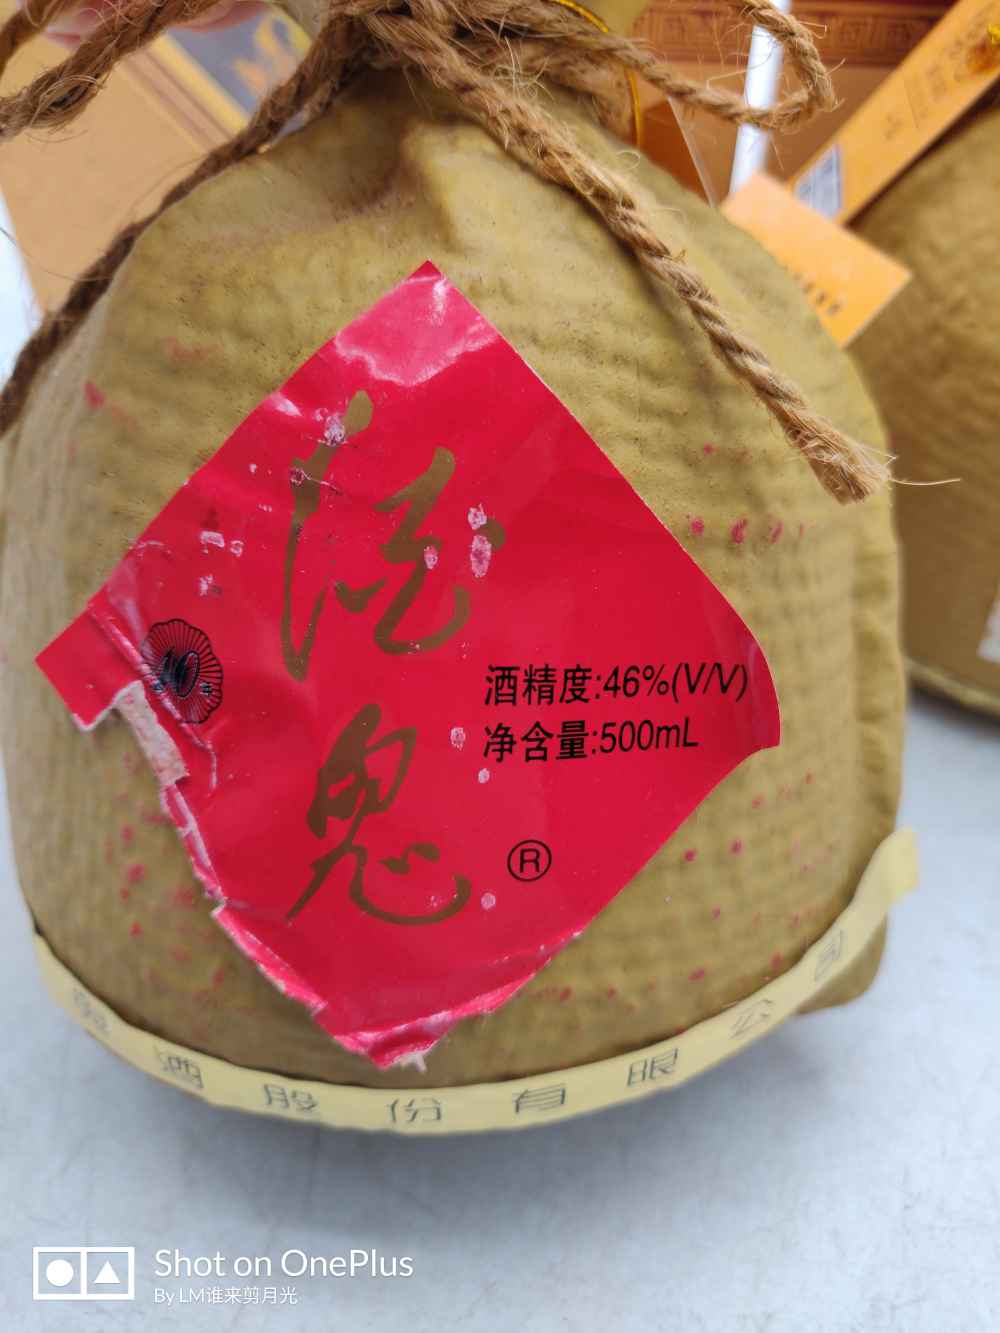 酒鬼
46
酒精度:46%(V/V)
净含量:500mL
®
酒股份有限公司
Shot on OnePlus
By LM谁来剪月光